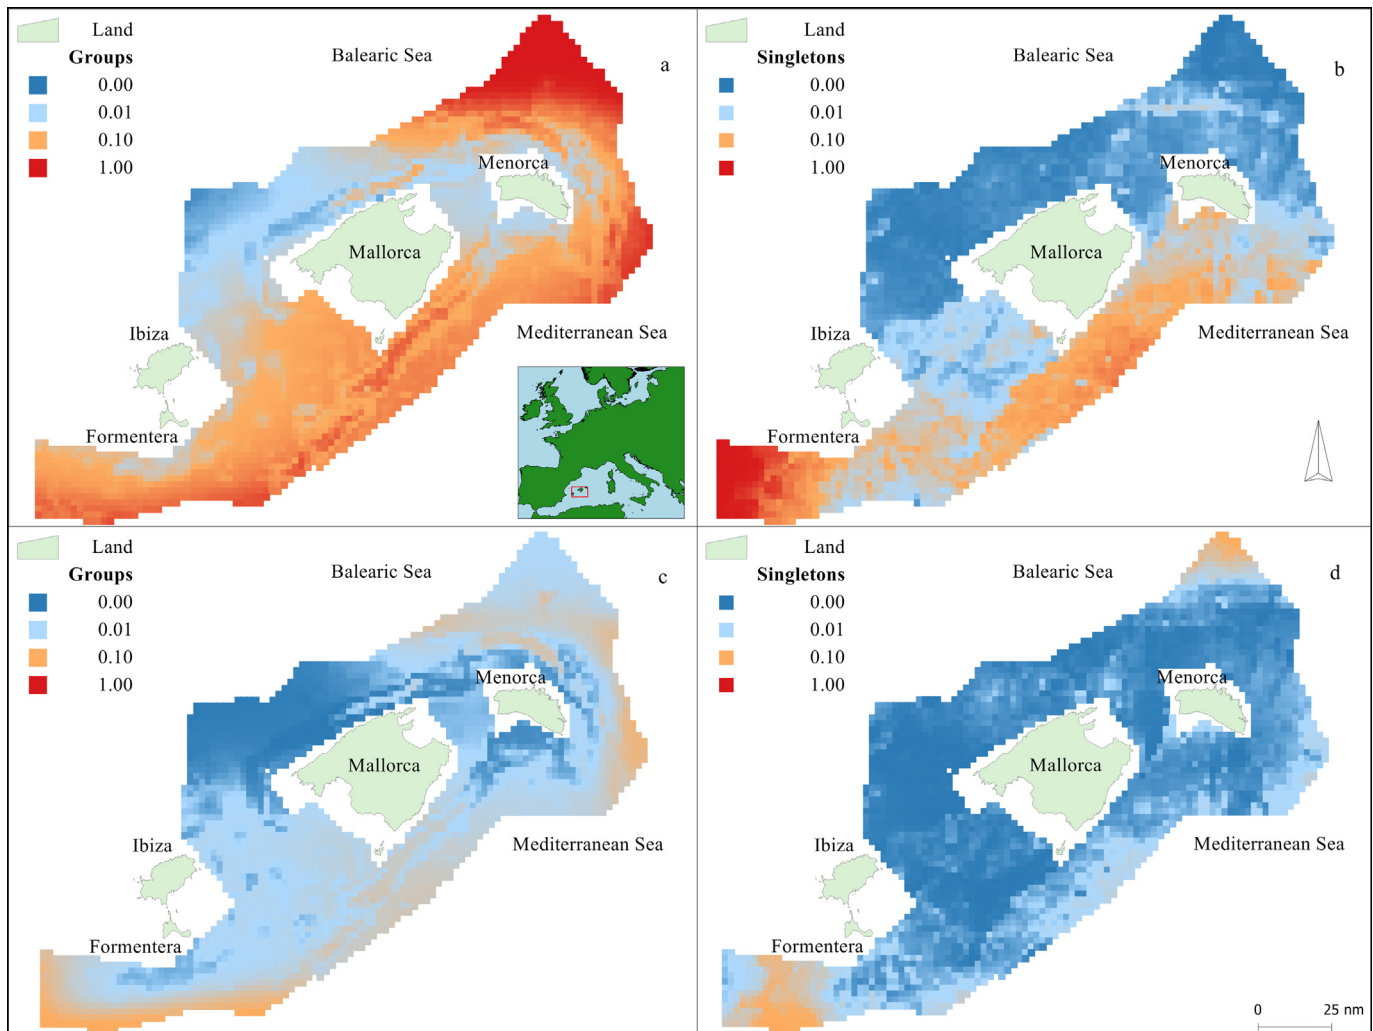 Land
Groups
0.00
0.01
0.10
1.00
Balearic Sea
a
Menorca
Mallorca
Ibiza
Mediterranean Sea
Formentera
Land
Singletons
0.00
0.01
0.10
1.00
Balearic Sea
b
Menorca
Mallorca
Ibiza
Mediterranean Sea
Formentera
Land
Groups
0.00
0.01
0.10
1.00
Balearic Sea
c
Menorca
Mallorca
Ibiza
Mediterranean Sea
Formentera
Land
Singletons
0.00
0.01
0.10
1.00
Balearic Sea
d
Menorca
Mallorca
Ibiza
Mediterranean Sea
Formentera
0 25 nm